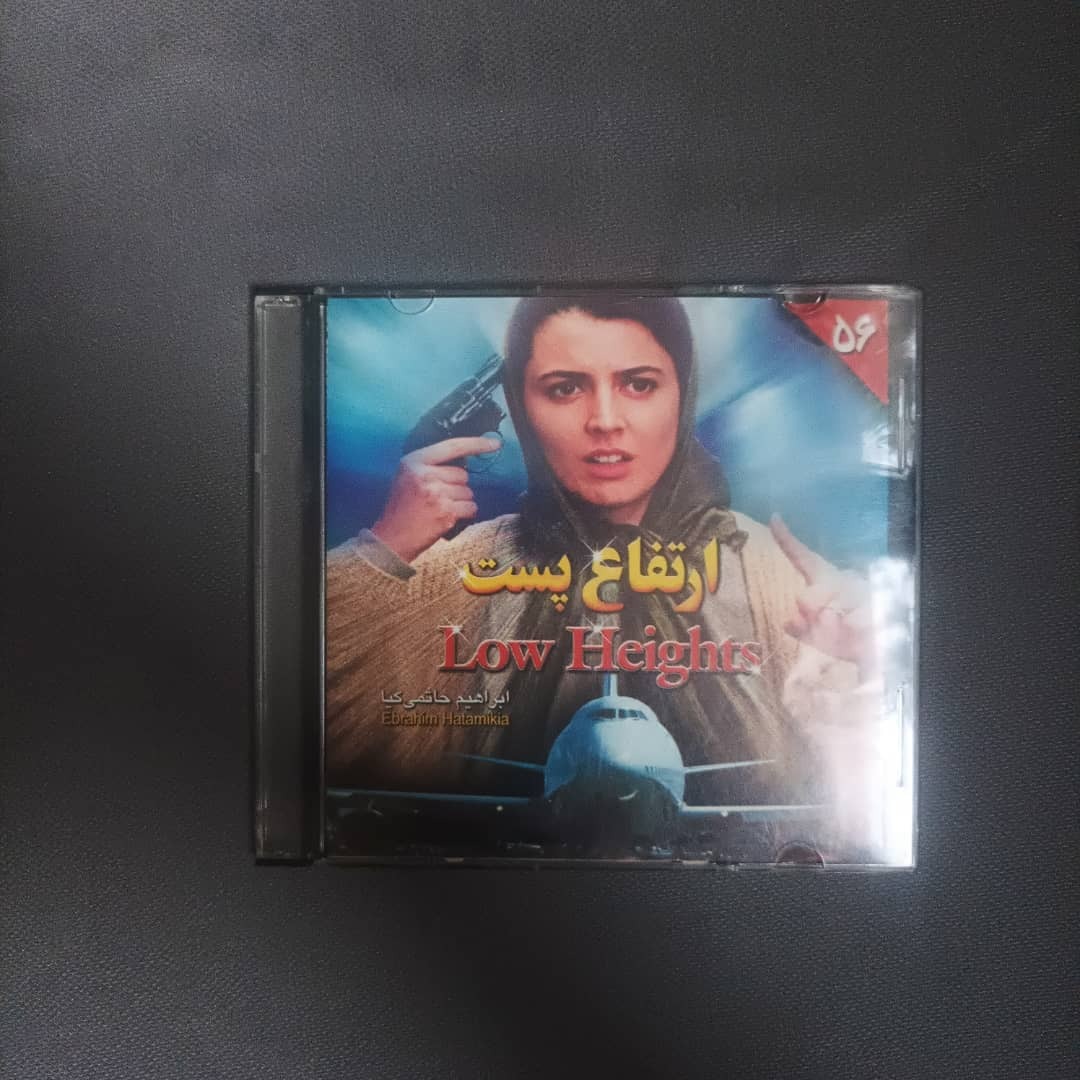 ۵۶
ارتفاع پست
Low Heights
ابراهیم حاتمی‌کیا
Ebrahim Hatamikia